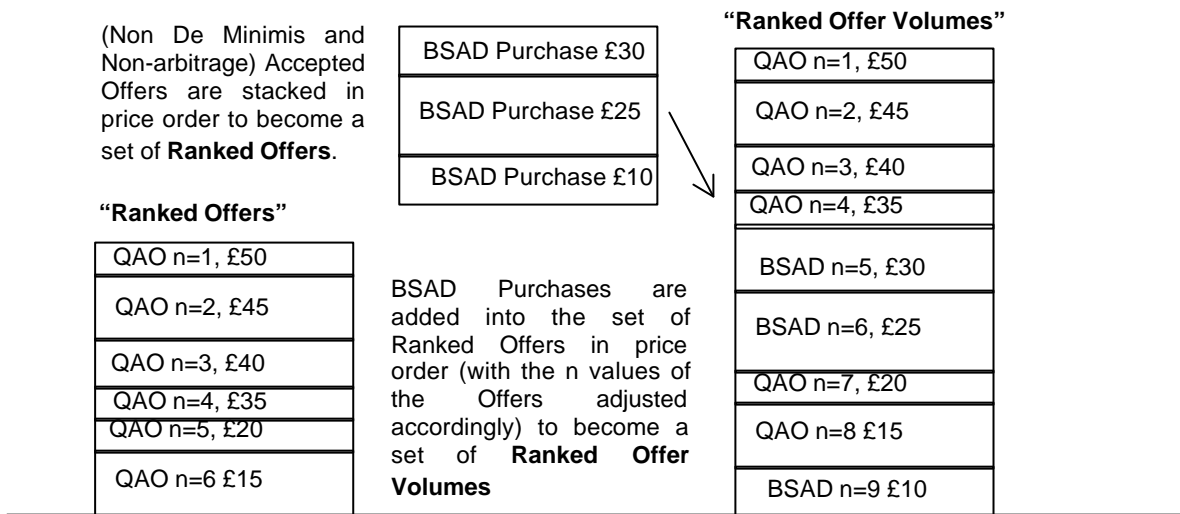 (Non De Minimis and
Non-arbitrage) Accepted
Offers are stacked in
price order to become a
set of Ranked Offers.
“Ranked Offers”
QAO n=1, £50
QAO n=2, £45
QAO n=3, £40
QAO n=4, £35
QAO n=5, £20
QAO n=6 £15
BSAD Purchase £30
BSAD Purchase £25
BSAD Purchase £10
BSAD Purchases are
added into the set of
Ranked Offers in price
order (with the n values of
the Offers adjusted
accordingly) to become a
set of Ranked Offer
Volumes
“Ranked Offer Volumes”
QAO n=1, £50
QAO n=2, £45
QAO n=3, £40
QAO n=4, £35
BSAD n=5, £30
BSAD n=6, £25
QAO n=7, £20
QAO n=8 £15
BSAD n=9 £10